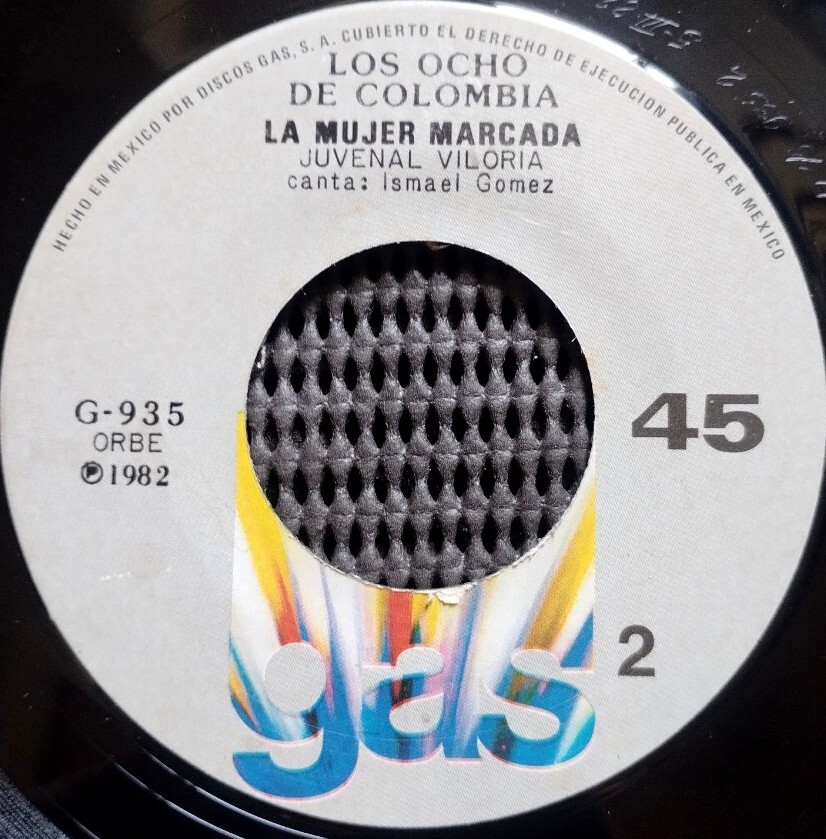 HECHO EN MEXICO POR DISCOS GAS, S. A. CUBIERTO EL DERECHO DE EJECUCION PUBLICA EN MEXICO
LOS OCHO
DE COLOMBIA
LA MUJER MARCADA
JUVENAL VILORIA
canta: Ismael Gomez
G-935
ORBE
Ⓟ1982
45
2
gas